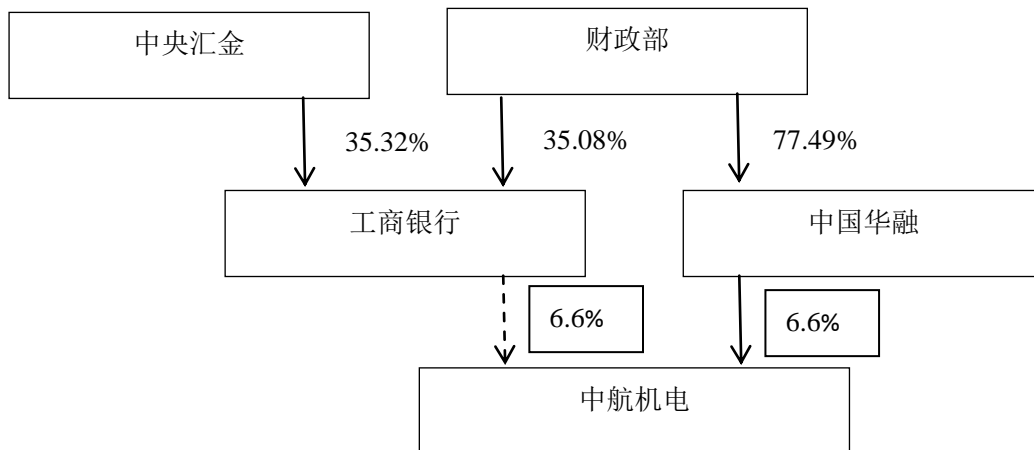 中央汇金
财政部
35.32%
35.08%
77.49%
工商银行
中国华融
6.6%
6.6%
中航机电